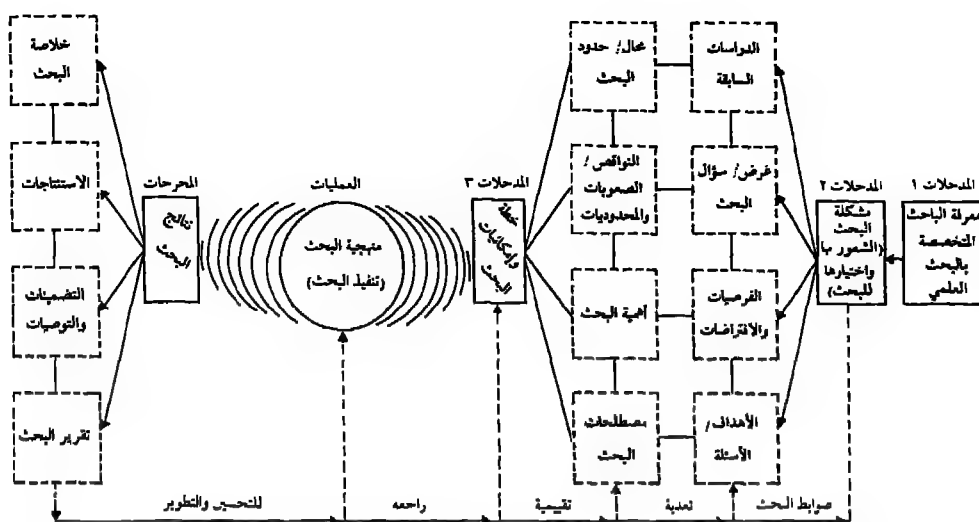 المدخلات ١
معرفة الباحث
المتخصصة
بالبحث
العلمي
المدخلات ٢
مشكلة
البحث
(الشعور بها
واختيارها
للبحث)
الدراسات
السابقة
غرض/ سؤال
البحث
الفرضيات
والافتراضات
الأهداف/
الأسئلة
مجال/ حدود
البحث
النواقص/
الصعوبات
والمحدوديات
أهمية البحث
مصطلحات
البحث
المدخلات ٣
خطة
وإمكانيات
البحث
العمليات
منهجية البحث
(تنفيذ البحث)
المخرجات
نتائج
البحث
خلاصة
البحث
الاستنتاجات
التضمينات
والتوصيات
تقرير البحث
ضوابط البحث
تغذية
راجعه
تقييمية
للتحسين والتطوير